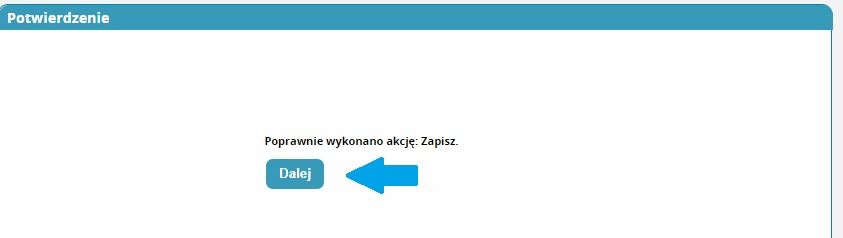 Potwierdzenie
Poprawnie wykonano akcję: Zapisz.
Dalej